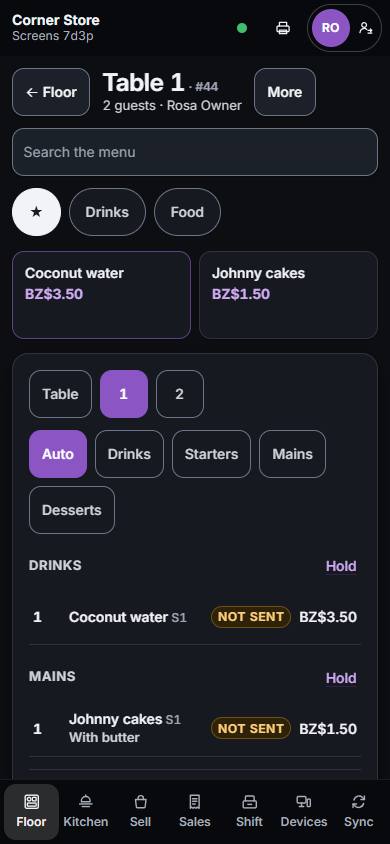 Corner Store
Screens 7d3p
RO
← Floor
Table 1 · #44
2 guests · Rosa Owner
More
Search the menu
★
Drinks
Food
Coconut water
BZ$3.50
Johnny cakes
BZ$1.50
Table
1
2
Auto
Drinks
Starters
Mains
Desserts
DRINKS
Hold
1 Coconut water S1 NOT SENT BZ$3.50
MAINS
Hold
1 Johnny cakes S1 NOT SENT BZ$1.50
With butter
Floor
Kitchen
Sell
Sales
Shift
Devices
Sync